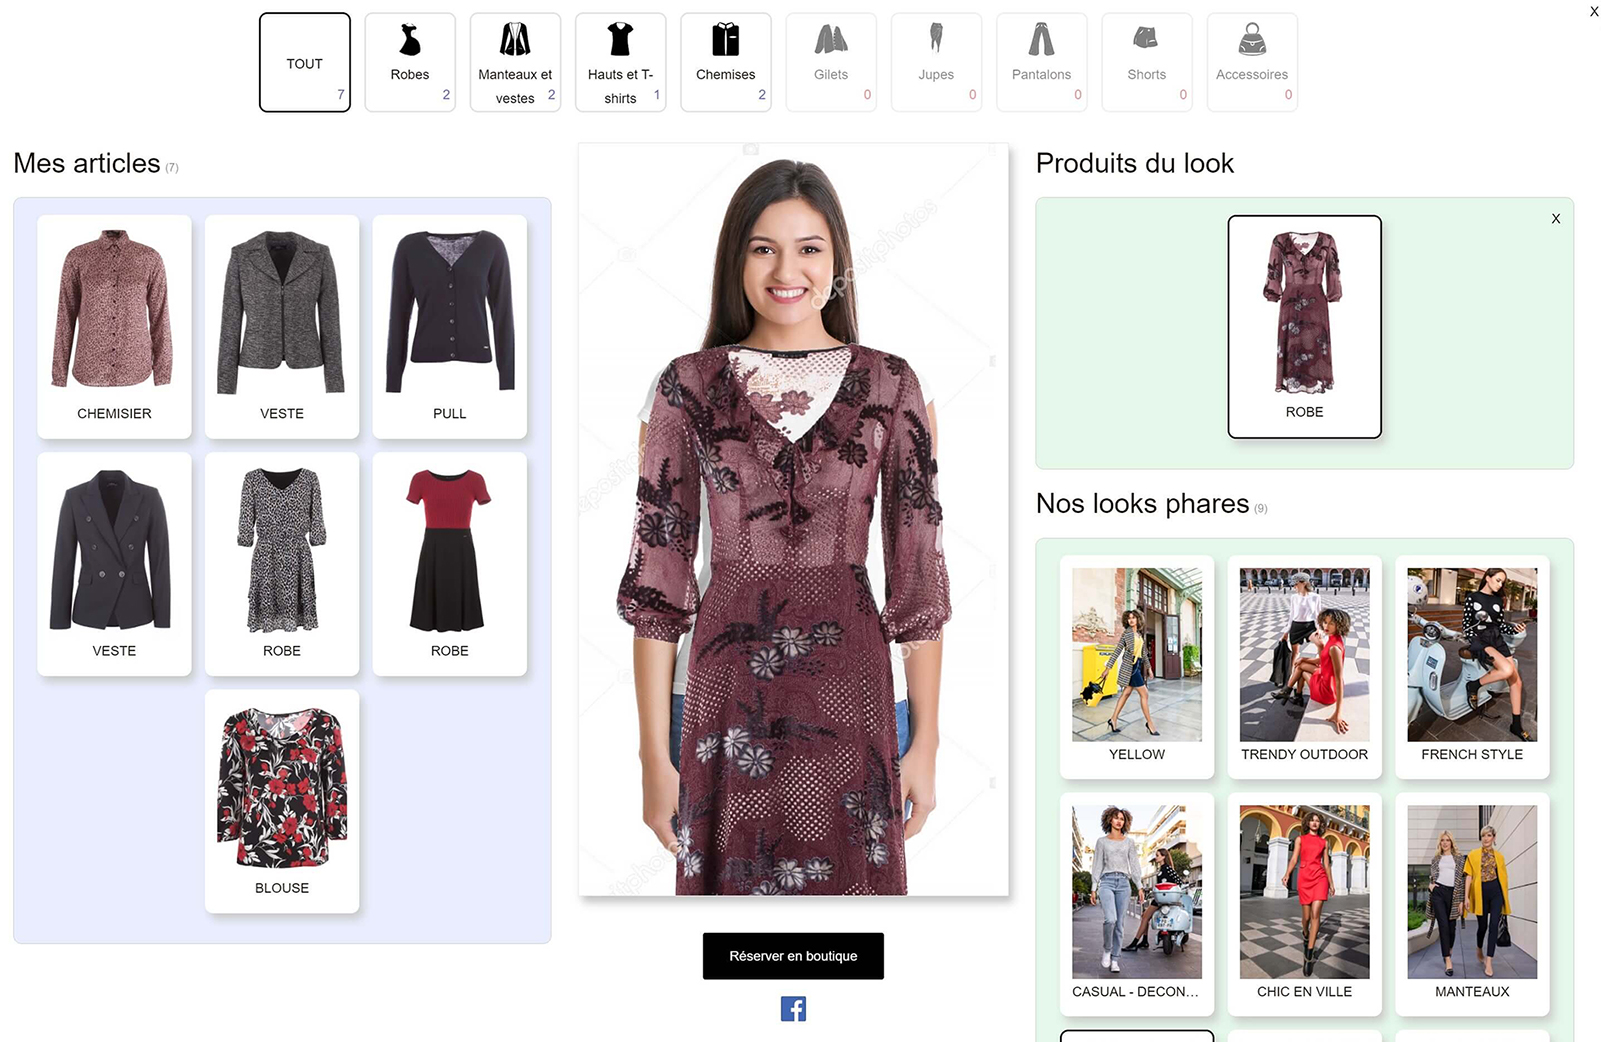 X
TOUT
7
Robes
2
Manteaux et
vestes 2
Hauts et T-
shirts 1
Chemises
2
Gilets
0
Jupes
0
Pantalons
0
Shorts
0
Accessoires
0
Mes articles (7)
CHEMISIER
VESTE
PULL
VESTE
ROBE
ROBE
BLOUSE
depositphotos
Réserver en boutique
f
Produits du look
X
ROBE
Nos looks phares (9)
YELLOW
TRENDY OUTDOOR
FRENCH STYLE
CASUAL - DECON...
CHIC EN VILLE
MANTEAUX